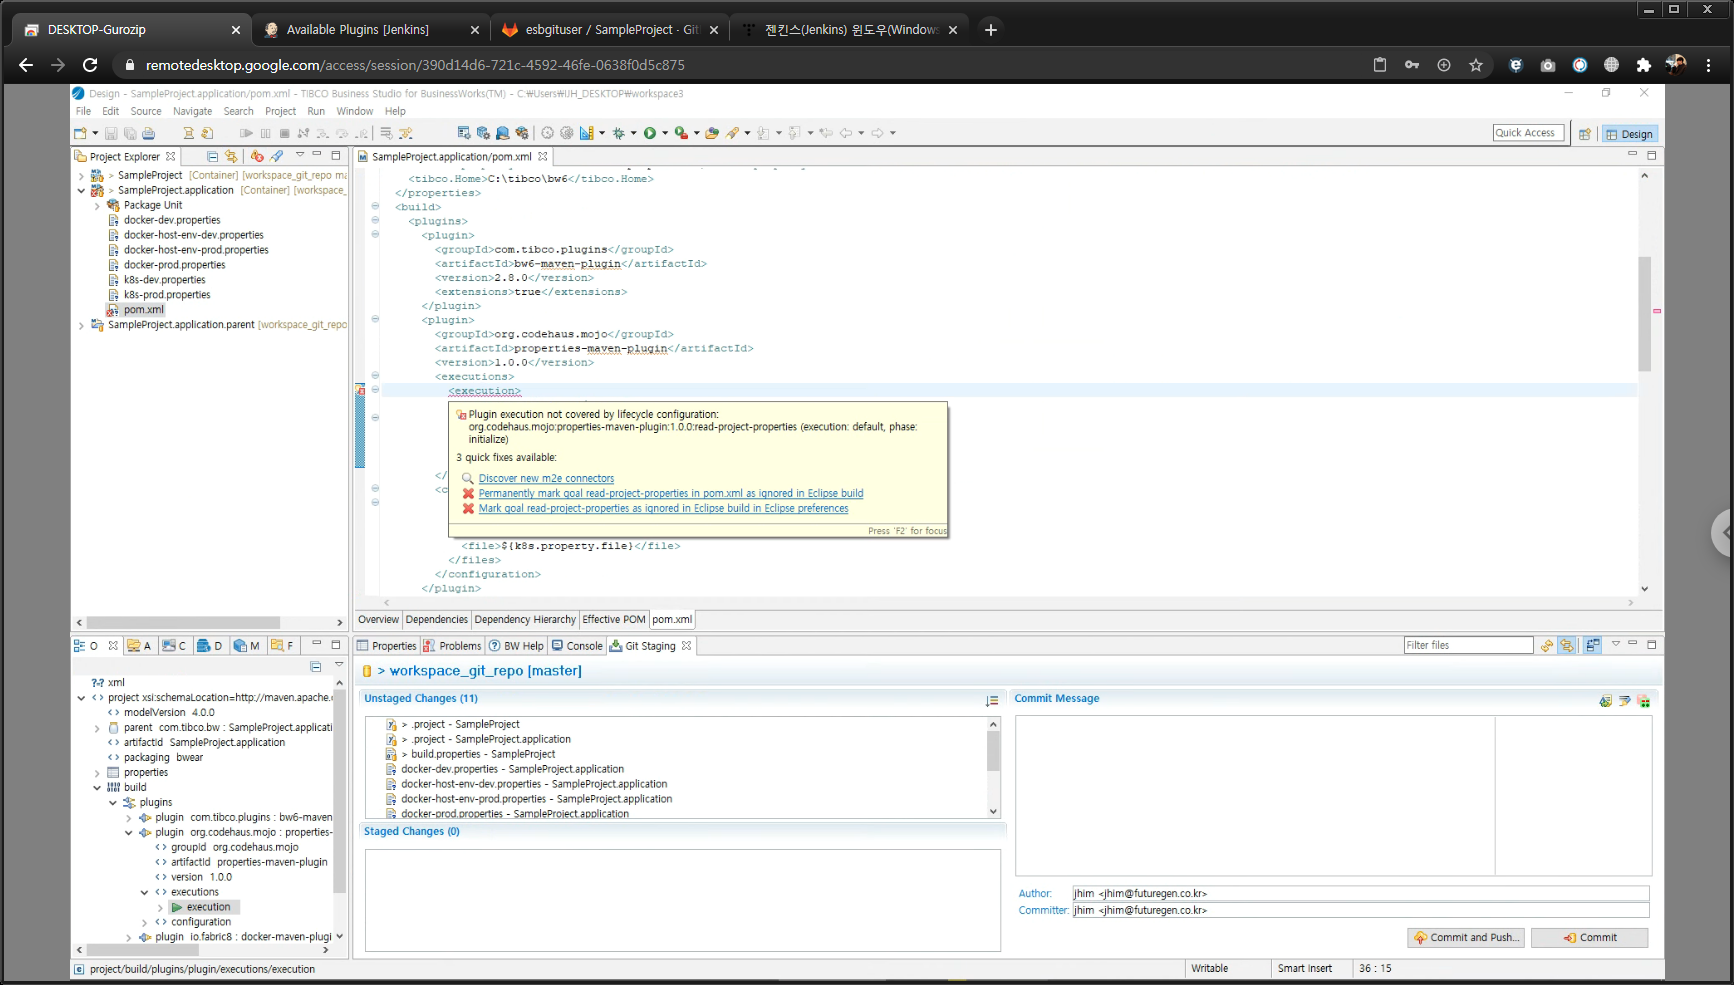 DESKTOP-Gurozip
Available Plugins [Jenkins]
esbgituser / SampleProject · Git
젠킨스(Jenkins) 윈도우(Windows
remotedesktop.google.com/access/session/390d14d6-721c-4592-46fe-0638f0d5c875
Design - SampleProject.application/pom.xml - TIBCO Business Studio for BusinessWorks(TM) - C:₩Users₩UH_DESKTOP₩workspace3
File Edit Source Navigate Search Project Run Window Help
Quick Access
Design
Project Explorer
> SampleProject [Container] [workspace_git_repo ma
> SampleProject.application [Container] [workspace_
Package Unit
docker-dev.properties
docker-host-env-dev.properties
docker-host-env-prod.properties
docker-prod.properties
k8s-dev.properties
k8s-prod.properties
pom.xml
SampleProject.application.parent [workspace_git_repo
SampleProject.application/pom.xml
<tibco.Home>C:\tibco\bw6</tibco.Home>
</properties>
<build>
<plugins>
<plugin>
<groupId>com.tibco.plugins</groupId>
<artifactId>bw6-maven-plugin</artifactId>
<version>2.8.0</version>
<extensions>true</extensions>
</plugin>
<plugin>
<groupId>org.codehaus.mojo</groupId>
<artifactId>properties-maven-plugin</artifactId>
<version>1.0.0</version>
<executions>
<execution>
Plugin execution not covered by lifecycle configuration:
org.codehaus.mojo:properties-maven-plugin:1.0.0:read-project-properties (execution: default, phase:
initialize)
3 quick fixes available:
</
Discover new m2e connectors
<c
Permanently mark goal read-project-properties in pom.xml as ignored in Eclipse build
Mark goal read-project-properties as ignored in Eclipse build in Eclipse preferences
Press 'F2' for focus
<file>${k8s.property.file}</file>
</files>
</configuration>
</plugin>
Overview Dependencies Dependency Hierarchy Effective POM pom.xml
O A C D M F
xml
project xsi:schemaLocation=http://maven.apache.o
modelVersion 4.0.0
parent com.tibco.bw : SampleProject.applicati
artifactId SampleProject.application
packaging bwear
properties
build
plugins
plugin com.tibco.plugins : bw6-maven
plugin org.codehaus.mojo : properties-
groupId org.codehaus.mojo
artifactId properties-maven-plugin
version 1.0.0
executions
execution
configuration
plugin io.fabric8 : docker-maven-plugi
Properties Problems BW Help Console Git Staging
Filter files
> workspace_git_repo [master]
Unstaged Changes (11)
> .project - SampleProject
> .project - SampleProject.application
> build.properties - SampleProject
docker-dev.properties - SampleProject.application
docker-host-env-dev.properties - SampleProject.application
docker-host-env-prod.properties - SampleProject.application
docker-prod.properties - SampleProject.application
Staged Changes (0)
Commit Message
Author: jhim <jhim@futuregen.co.kr>
Committer: jhim <jhim@futuregen.co.kr>
Commit and Push...
Commit
project/build/plugins/plugin/executions/execution
Writable
Smart Insert
36 : 15